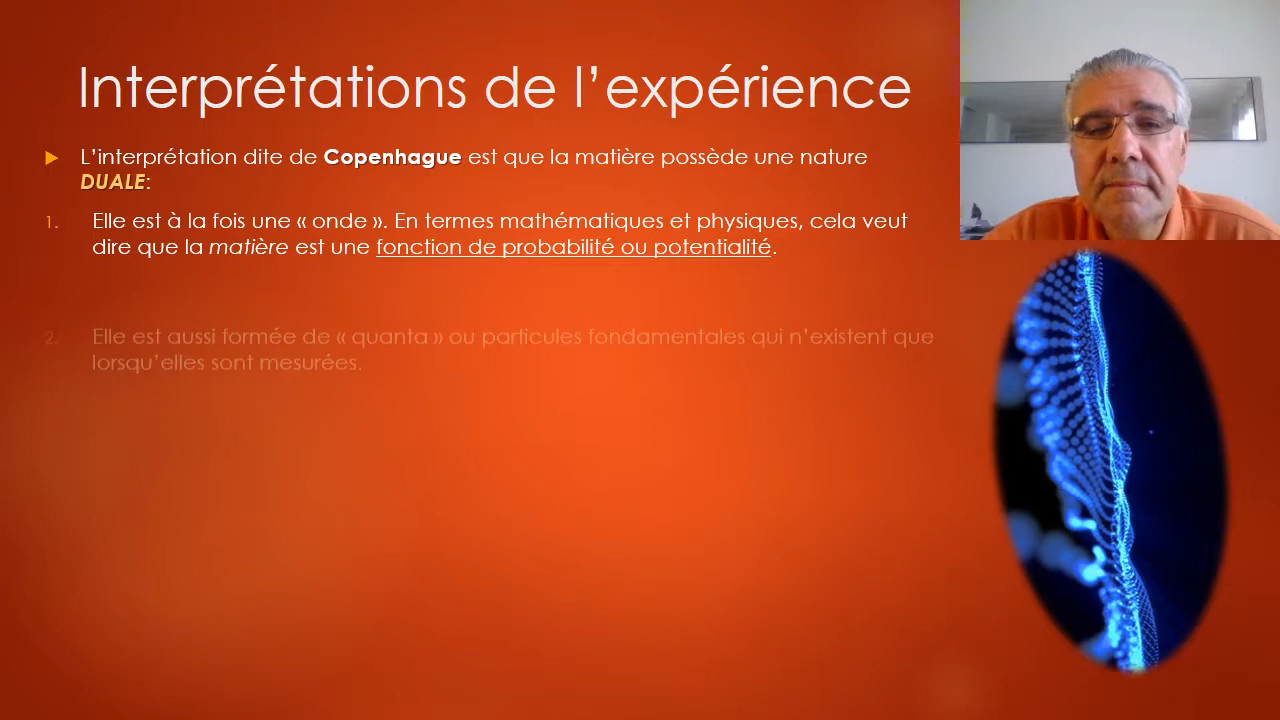 Interprétations de l’expérience
L’interprétation dite de Copenhague est que la matière possède une nature
DUALE:
1. Elle est à la fois une « onde ». En termes mathématiques et physiques, cela veut
dire que la matière est une fonction de probabilité ou potentialité.
2. Elle est aussi formée de « quanta » ou particules fondamentales qui n’existent que
lorsqu’elles sont mesurées.